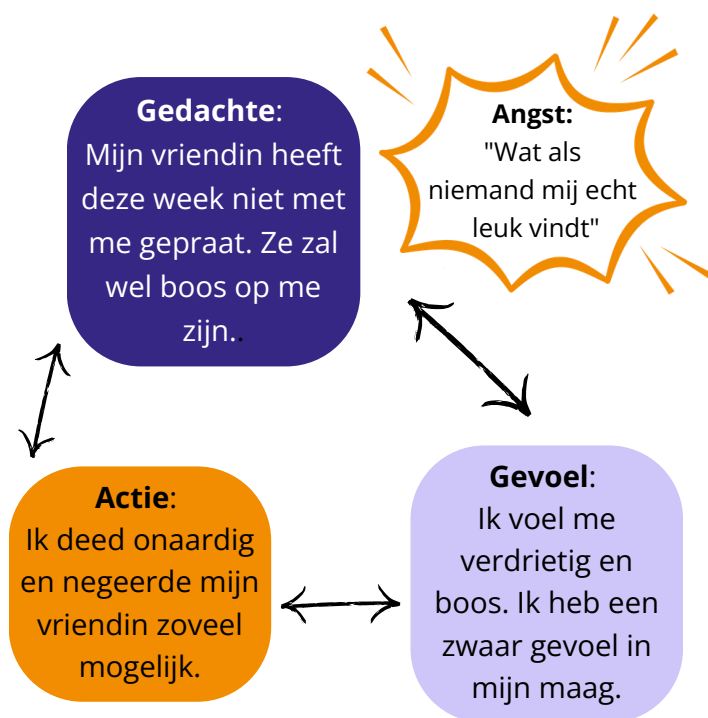 Gedachte:
Mijn vriendin heeft
deze week niet met
me gepraat. Ze zal
wel boos op me
zijn..
Angst:
"Wat als
niemand mij echt
leuk vindt"
Actie:
Ik deed onaardig
en negeerde mijn
vriendin zoveel
mogelijk.
Gevoel:
Ik voel me
verdrietig en
boos. Ik heb een
zwaar gevoel in
mijn maag.